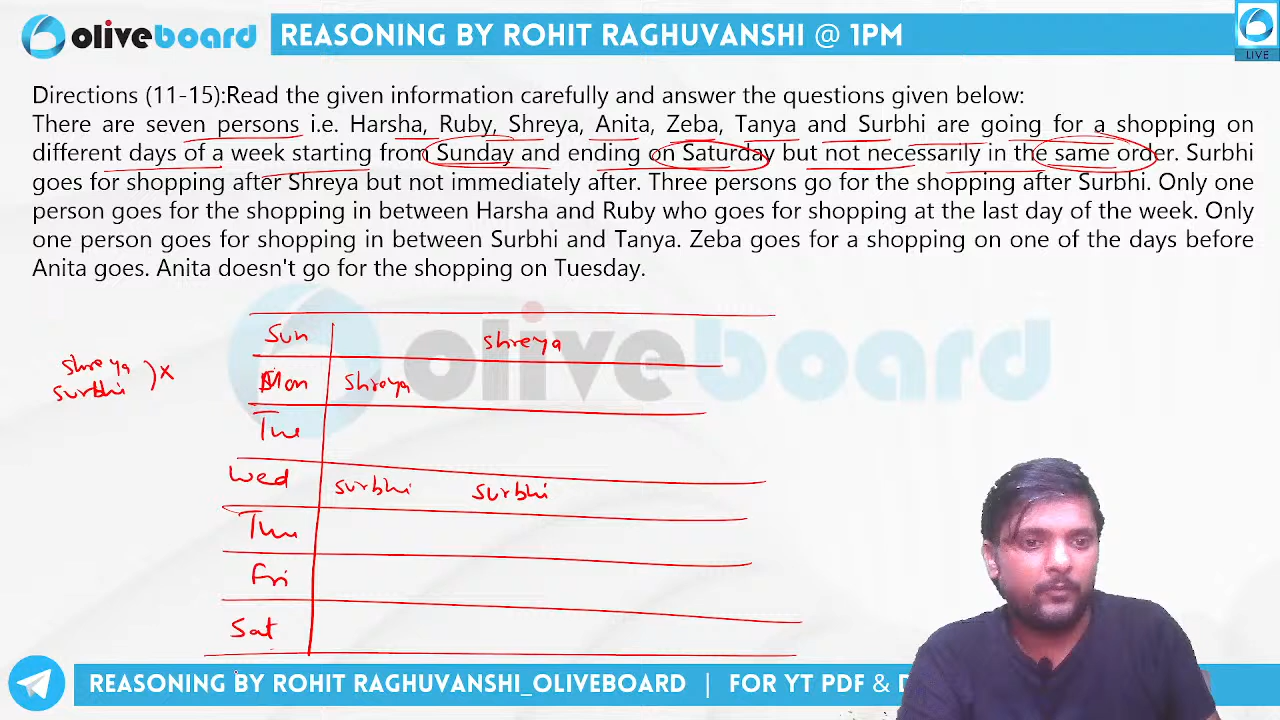 oliveboard REASONING BY ROHIT RAGHUVANSHI @ 1PM
LIVE
Directions (11-15):Read the given information carefully and answer the questions given below:
There are seven persons i.e. Harsha, Ruby, Shreya, Anita, Zeba, Tanya and Surbhi are going for a shopping on
different days of a week starting from Sunday and ending on Saturday but not necessarily in the same order. Surbhi
goes for shopping after Shreya but not immediately after. Three persons go for the shopping after Surbhi. Only one
person goes for the shopping in between Harsha and Ruby who goes for shopping at the last day of the week. Only
one person goes for shopping in between Surbhi and Tanya. Zeba goes for a shopping on one of the days before
Anita goes. Anita doesn't go for the shopping on Tuesday.
oliveboard
Sun shreya
shreya
surbhi ) x
Mon shreya
Tue
Wed surbhi surbhi
Thu
Fri
Sat
REASONING BY ROHIT RAGHUVANSHI_OLIVEBOARD | FOR YT PDF &